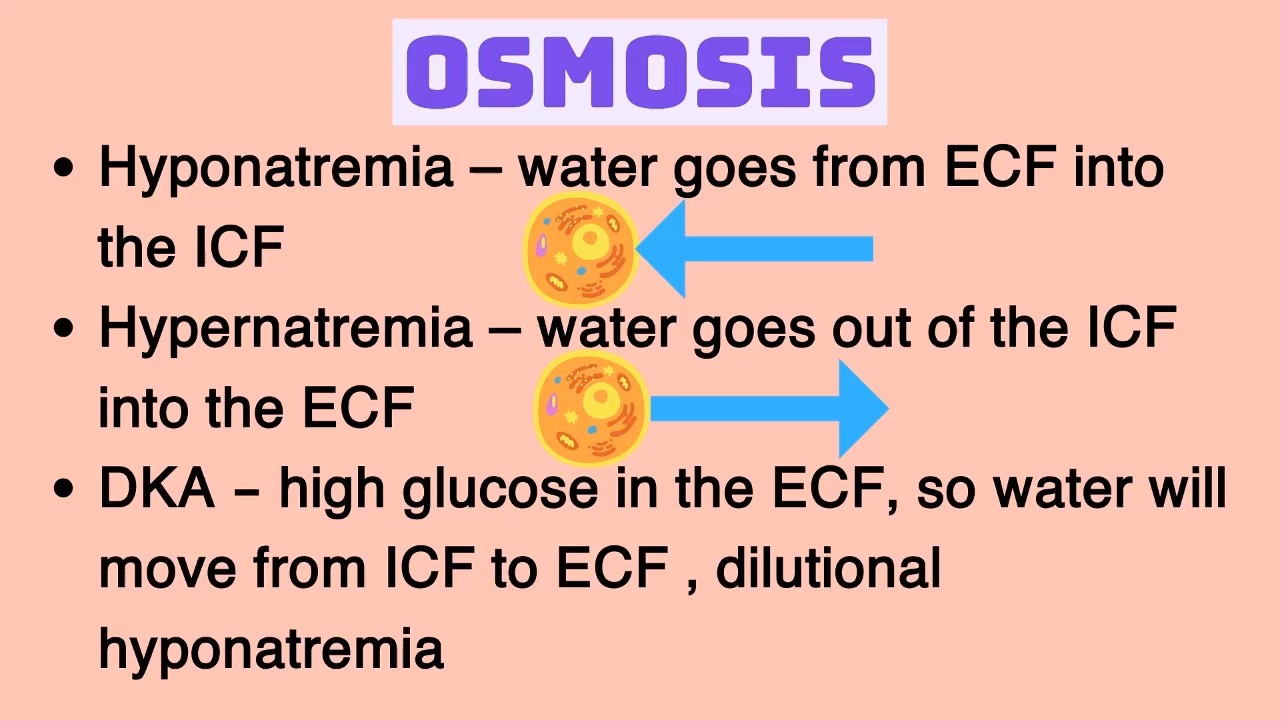 OSMOSIS
• Hyponatremia – water goes from ECF into
the ICF
• Hypernatremia – water goes out of the ICF
into the ECF
• DKA – high glucose in the ECF, so water will
move from ICF to ECF , dilutional
hyponatremia